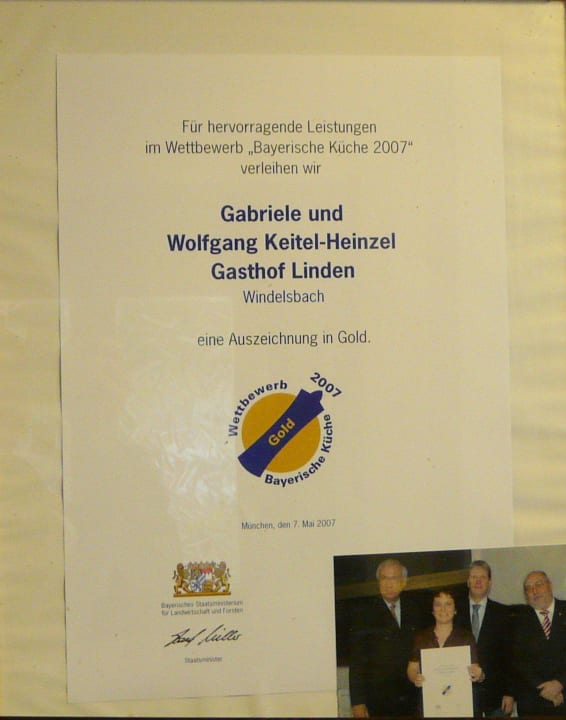 Für hervorragende Leistungen
im Wettbewerb „Bayerische Küche 2007“
verleihen wir
Gabriele und
Wolfgang Keitel-Heinzel
Gasthof Linden
Windelsbach
eine Auszeichnung in Gold.
Wettbewerb 2007
Gold
Bayerische Küche
München, den 7. Mai 2007
Bayerisches Staatsministerium
für Landwirtschaft und Forsten
Staatsminister